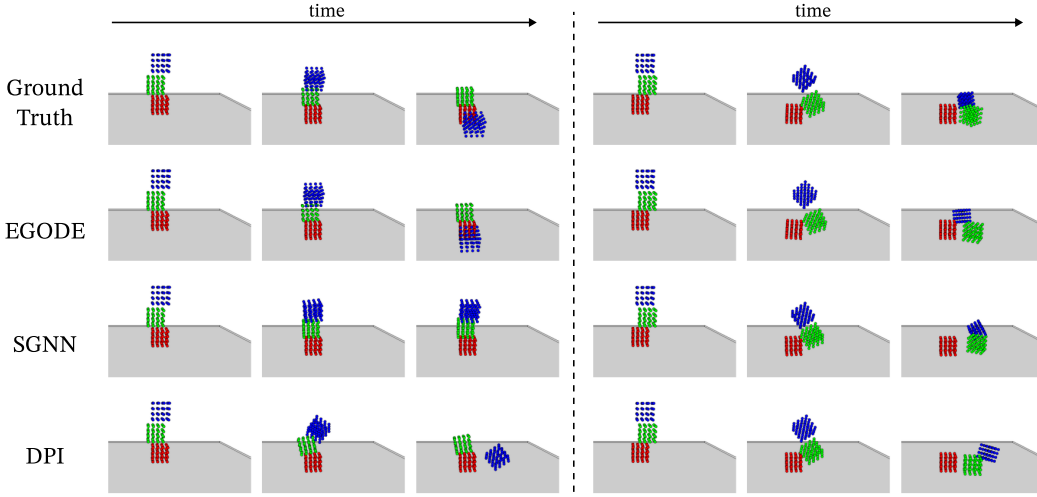 time
time
Ground
Truth
EGODE
SGNN
DPI